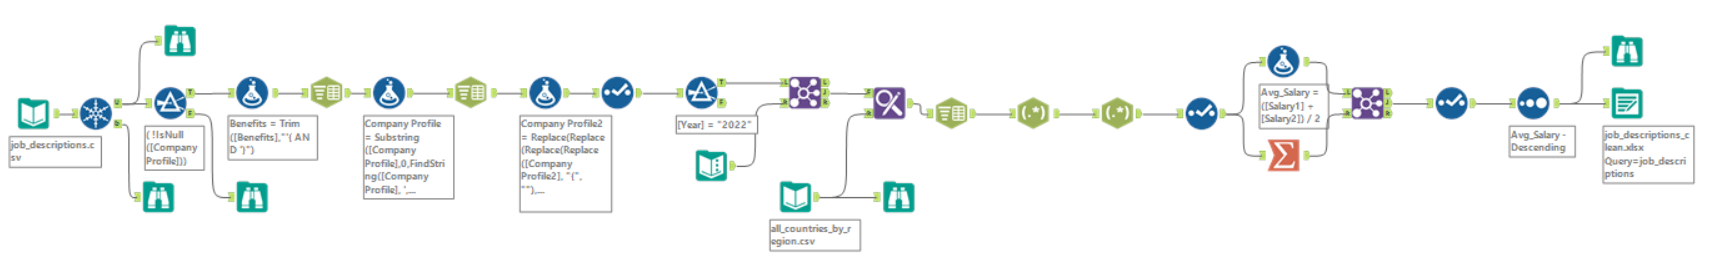 job_descriptions.c
sv
( !IsNull
([Company
Profile]))
Benefits = Trim
([Benefits],"'{ AN
D '}")
Company Profile
= Substring
([Company
Profile],0,FindStri
ng([Company
Profile], ',...
Company Profile2
= Replace(Replace
(Replace(Replace
([Company
Profile2], "{",
""),...
[Year] = "2022"
all_countries_by_r
egion.csv
Avg_Salary =
([Salary1] +
[Salary2]) / 2
Avg_Salary -
Descending
job_descriptions_c
lean.xlsx
Query=job_descri
ptions